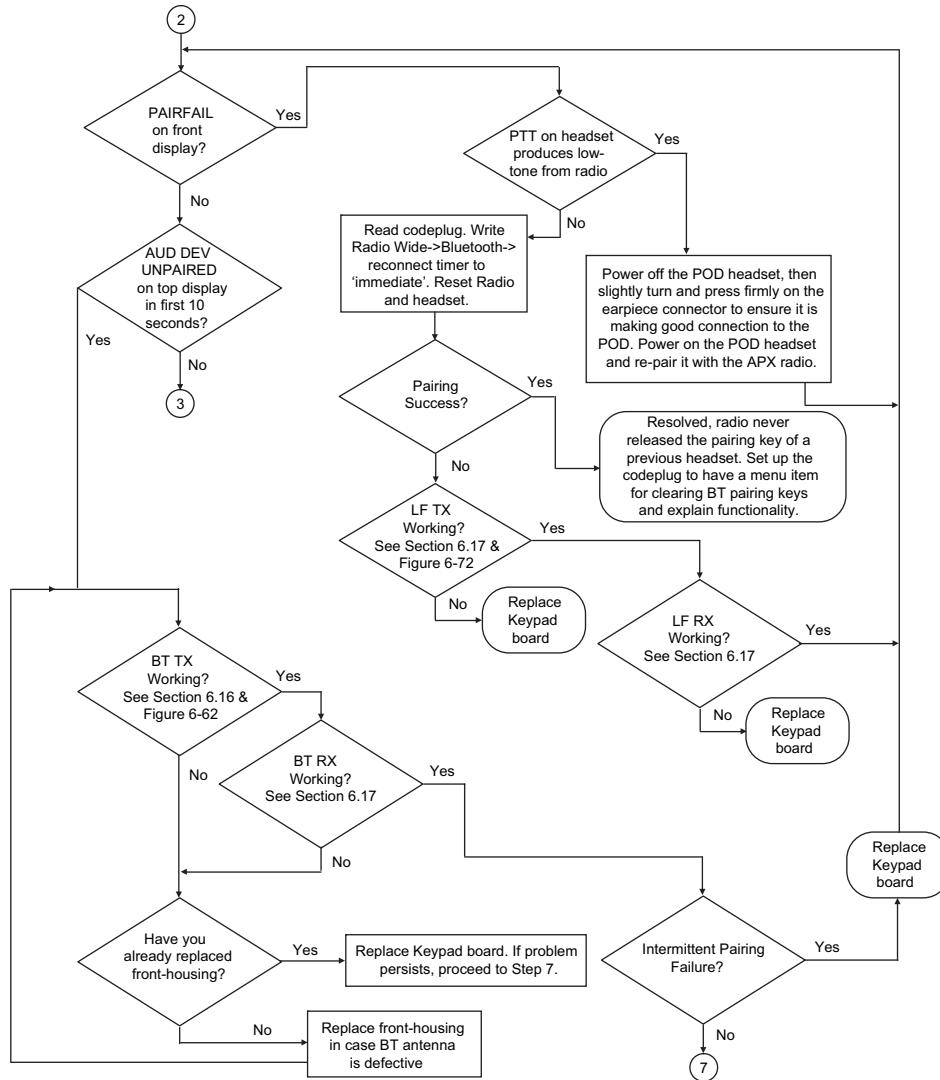 2
PAIRFAIL
on front
display?
Yes
No
PTT on headset
produces low-
tone from radio
Yes
No
AUD DEV
UNPAIRED
on top display
in first 10
seconds?
Yes
No
3
Read codeplug. Write
Radio Wide->Bluetooth->
reconnect timer to
‘immediate’. Reset Radio
and headset.
Power off the POD headset, then
slightly turn and press firmly on the
earpiece connector to ensure it is
making good connection to the
POD. Power on the POD headset
and re-pair it with the APX radio.
Pairing
Success?
Yes
No
Resolved, radio never
released the pairing key of a
previous headset. Set up the
codeplug to have a menu item
for clearing BT pairing keys
and explain functionality.
LF TX
Working?
See Section 6.17 &
Figure 6-72
Yes
No
Replace
Keypad
board
LF RX
Working?
See Section 6.17
Yes
No
Replace
Keypad
board
BT TX
Working?
See Section 6.16 &
Figure 6-62
Yes
No
BT RX
Working?
See Section 6.17
Yes
No
Replace
Keypad
board
Have you
already replaced
front-housing?
Yes
No
Replace Keypad board. If problem
persists, proceed to Step 7.
Replace front-housing
in case BT antenna
is defective
Intermittent Pairing
Failure?
Yes
No
7